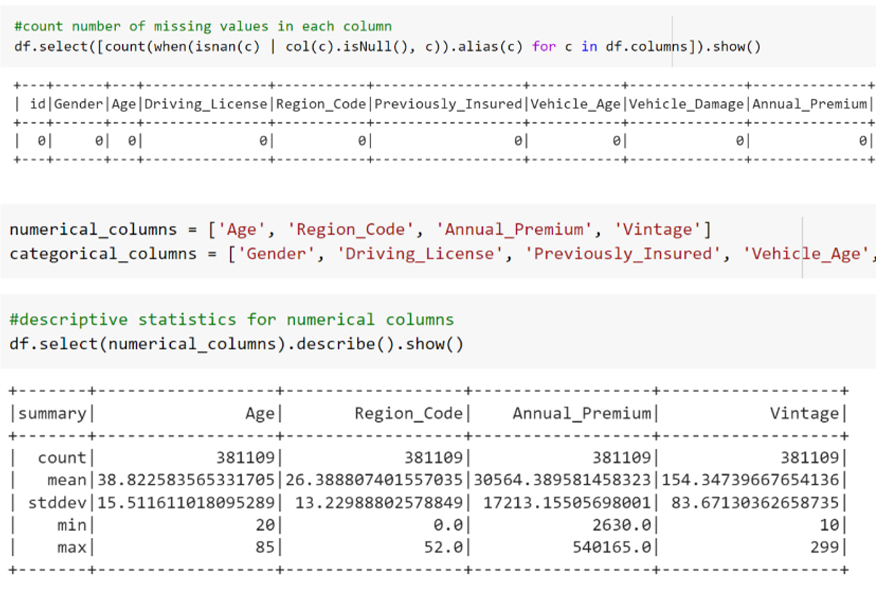 #count number of missing values in each column
df.select([count(when(isnan(c) | col(c).isNull(), c)).alias(c) for c in df.columns]).show()
+---+------+---+---------------+-----------+------------------+-----------+--------------+--------------+
| id|Gender|Age|Driving_License|Region_Code|Previously_Insured|Vehicle_Age|Vehicle_Damage|Annual_Premium|
+---+------+---+---------------+-----------+------------------+-----------+--------------+--------------+
|  0|     0|  0|              0|          0|                 0|          0|             0|             0|
+---+------+---+---------------+-----------+------------------+-----------+--------------+--------------+
numerical_columns = ['Age', 'Region_Code', 'Annual_Premium', 'Vintage']
categorical_columns = ['Gender', 'Driving_License', 'Previously_Insured', 'Vehicle_Age',
#descriptive statistics for numerical columns
df.select(numerical_columns).describe().show()
+-------+------------------+------------------+------------------+------------------+
|summary|               Age|       Region_Code|    Annual_Premium|           Vintage|
+-------+------------------+------------------+------------------+------------------+
|  count|            381109|            381109|            381109|            381109|
|   mean|38.822583565331705|26.388807401557035|30564.389581458323|154.34739667654136|
| stddev|15.511611018095289| 13.22988802578849| 17213.15505698001| 83.67130362658735|
|    min|                20|               0.0|            2630.0|                10|
|    max|                85|              52.0|          540165.0|               299|
+-------+------------------+------------------+------------------+------------------+